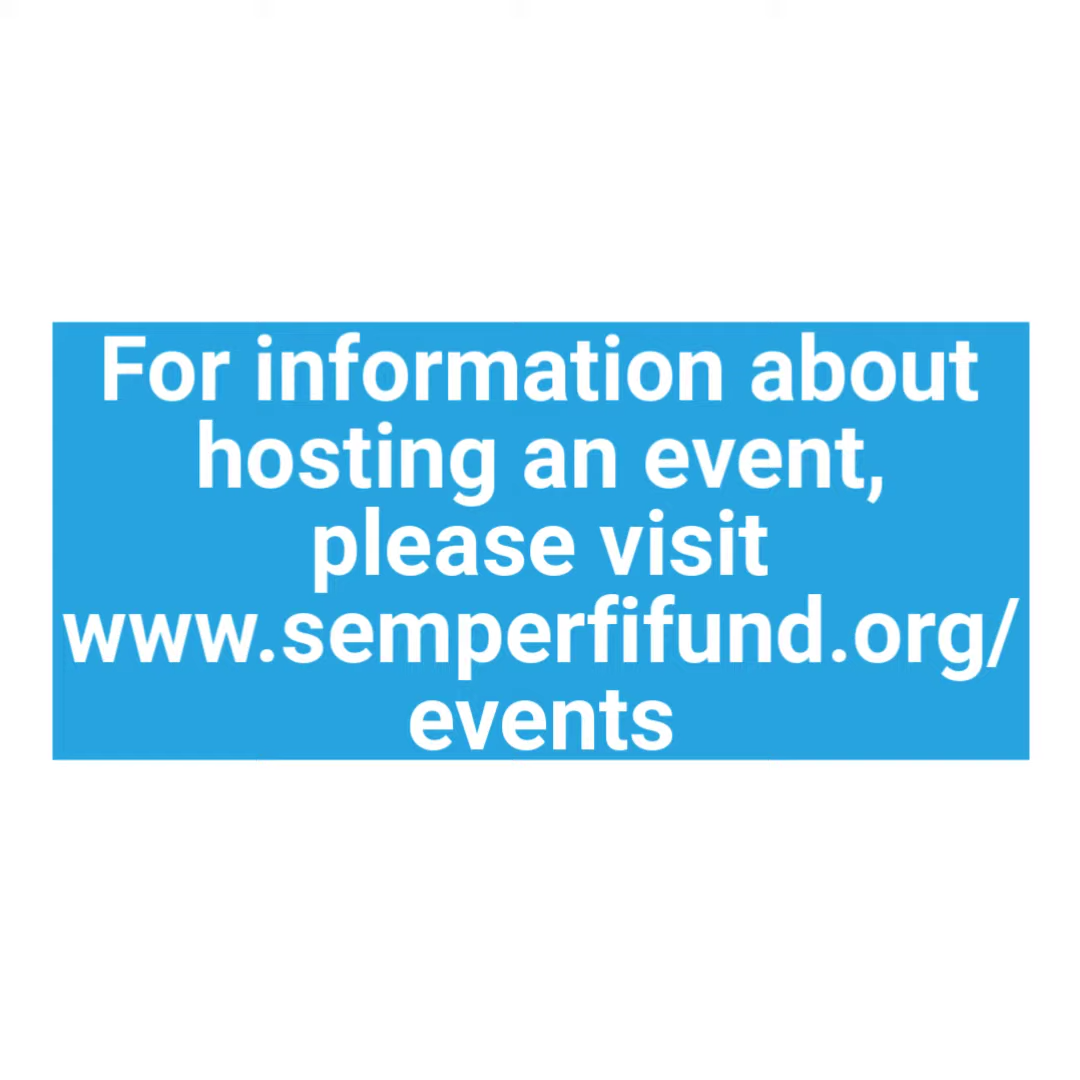 For information about
hosting an event,
please visit
www.semperfifund.org/
events